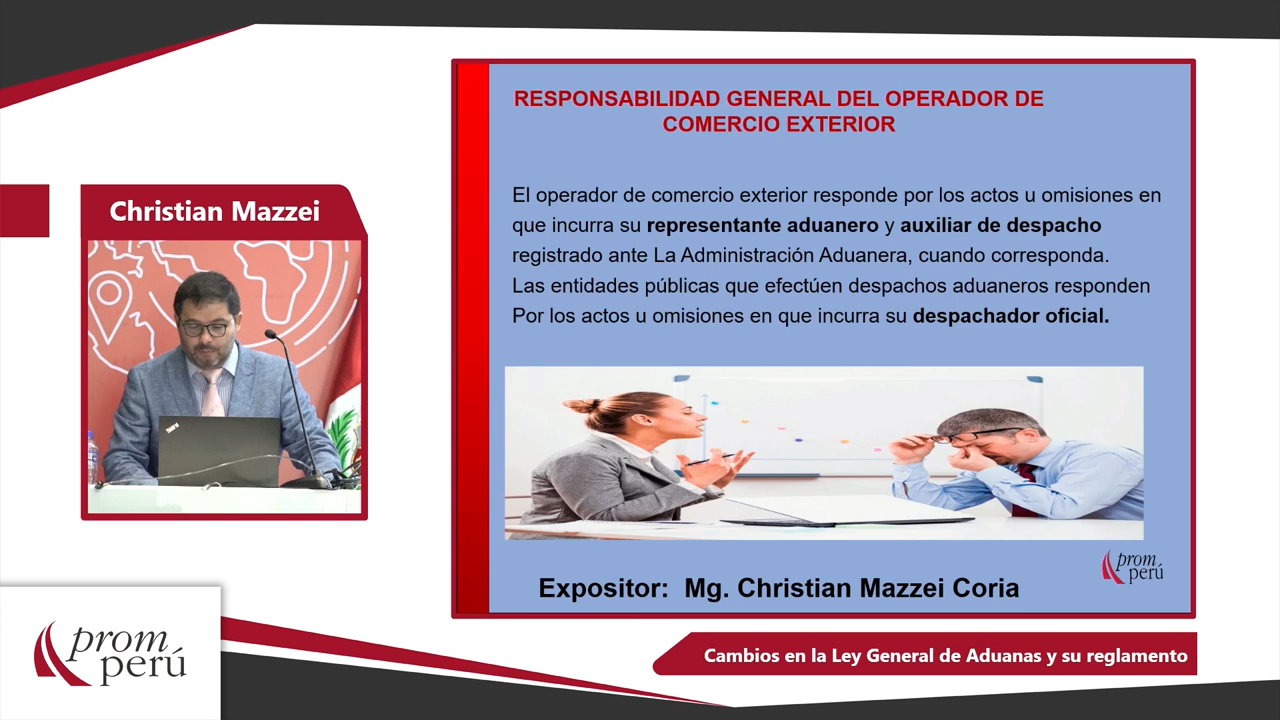 Christian Mazzei
RESPONSABILIDAD GENERAL DEL OPERADOR DE
COMERCIO EXTERIOR
El operador de comercio exterior responde por los actos u omisiones en
que incurra su representante aduanero y auxiliar de despacho
registrado ante La Administración Aduanera, cuando corresponda.
Las entidades públicas que efectúen despachos aduaneros responden
Por los actos u omisiones en que incurra su despachador oficial.
prom
perú
Expositor: Mg. Christian Mazzei Coria
prom
perú
Cambios en la Ley General de Aduanas y su reglamento